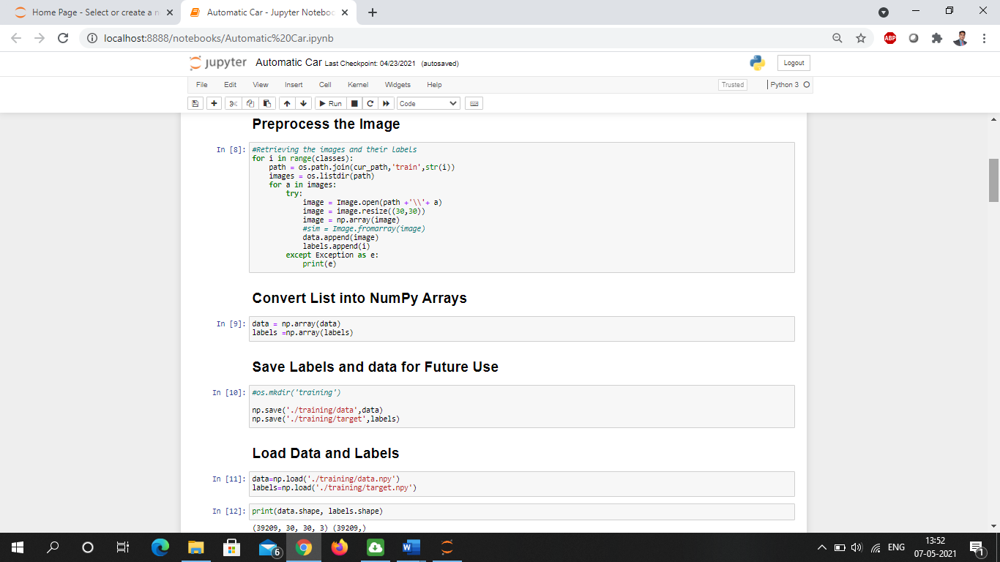 Home Page - Select or create a n
Automatic Car - Jupyter Noteboo
localhost:8888/notebooks/Automatic%20Car.ipynb
ABP
jupyter Automatic Car Last Checkpoint: 04/23/2021 (autosaved)
Logout
File Edit View Insert Cell Kernel Widgets Help
Trusted
Python 3
Run
Code
Preprocess the Image
In [8]: #Retrieving the images and their labels
for i in range(classes):
    path = os.path.join(cur_path,'train',str(i))
    images = os.listdir(path)
    for a in images:
        try:
            image = Image.open(path +'\\'+ a)
            image = image.resize((30,30))
            image = np.array(image)
            #sim = Image.fromarray(image)
            data.append(image)
            labels.append(i)
        except Exception as e:
            print(e)
Convert List into NumPy Arrays
In [9]: data = np.array(data)
labels =np.array(labels)
Save Labels and data for Future Use
In [10]: #os.mkdir('training')
np.save('./training/data',data)
np.save('./training/target',labels)
Load Data and Labels
In [11]: data=np.load('./training/data.npy')
labels=np.load('./training/target.npy')
In [12]: print(data.shape, labels.shape)
(39209, 30, 30, 3) (39209,)
6
W
ENG
13:52
07-05-2021
1